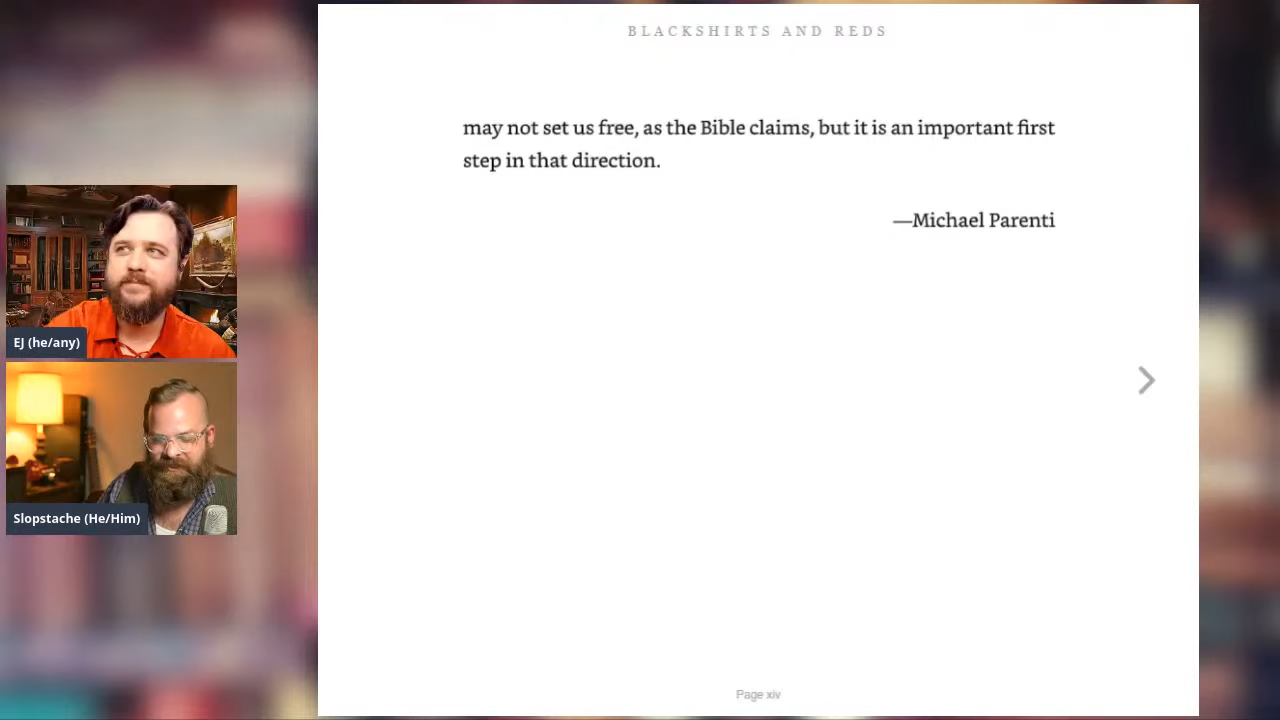 BLACKSHIRTS AND REDS
may not set us free, as the Bible claims, but it is an important first
step in that direction.
—Michael Parenti
EJ (he/any)
Slopstache (He/Him)
Page xiv